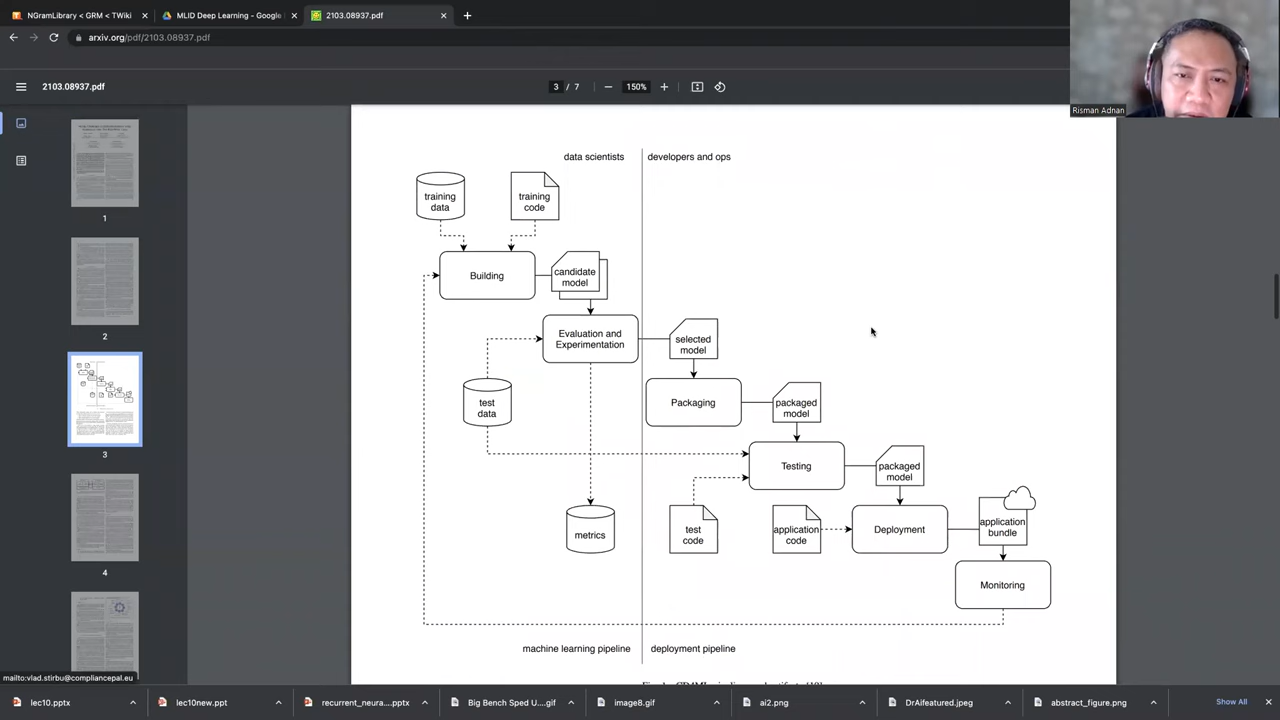 NGramLibrary < GRM < TWiki
MLID Deep Learning - Google
2103.08937.pdf
arxiv.org/pdf/2103.08937.pdf
2103.08937.pdf
3 / 7
150%
Risman Adnan
1
2
3
4
data scientists
developers and ops
training
data
training
code
Building
candidate
model
Evaluation and
Experimentation
selected
model
test
data
Packaging
packaged
model
Testing
packaged
model
metrics
test
code
application
code
Deployment
application
bundle
Monitoring
machine learning pipeline
deployment pipeline
mailto:vlad.stirbu@compliancepal.eu
lec10.pptx
lec10new.ppt
recurrent_neura....pptx
Big Bench Sped U....gif
image8.gif
ai2.png
DrAifeatured.jpeg
abstract_figure.png
Show All